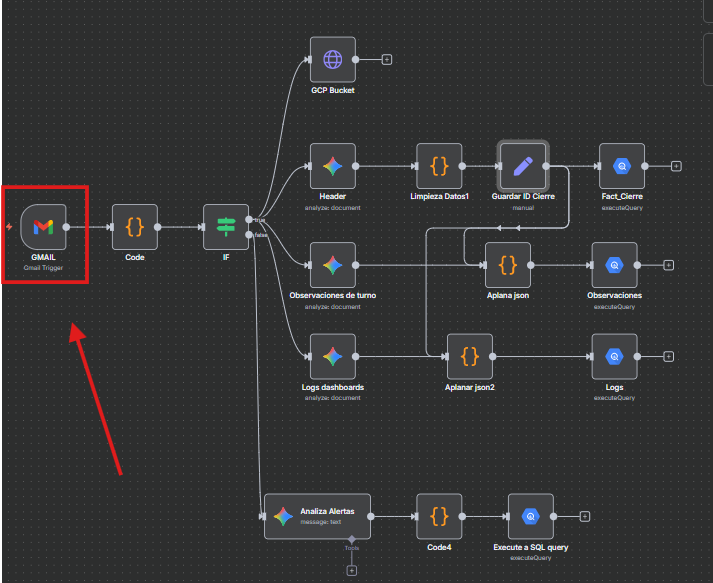 GCP Bucket
Header
analyze: document
Limpieza Datos1
Guardar ID Cierre
manual
Fact_Cierre
executeQuery
GMAIL
Gmail Trigger
Code
IF
true
false
Observaciones de turno
analyze: document
Aplana json
Observaciones
executeQuery
Logs dashboards
analyze: document
Aplanar json2
Logs
executeQuery
Analiza Alertas
message: text
Tools
Code4
Execute a SQL query
executeQuery